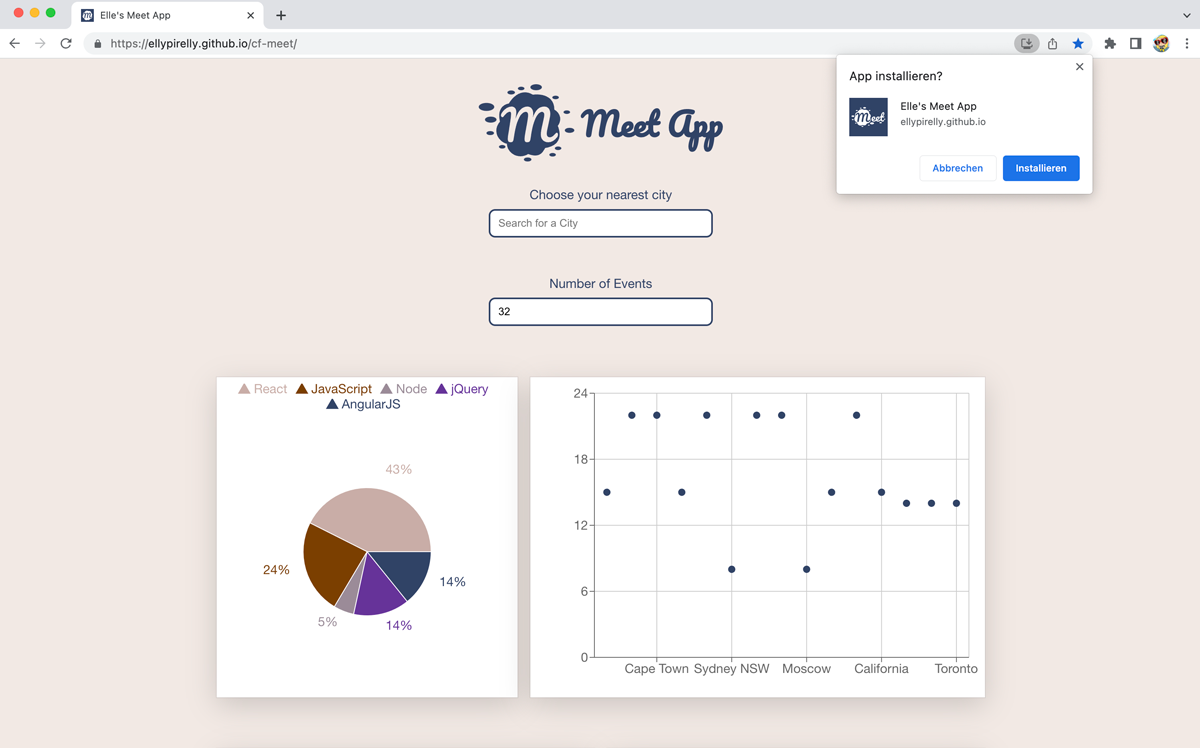 Elle's Meet App
https://ellypirelly.github.io/cf-meet/
App installieren?
Elle's Meet App
ellypirelly.github.io
Abbrechen
Installieren
Meet
m
Meet App
Choose your nearest city
Search for a City
Number of Events
32
React JavaScript Node jQuery
AngularJS
43%
24%
14%
5%
14%
24
18
12
6
0
Cape Town Sydney NSW Moscow California Toronto